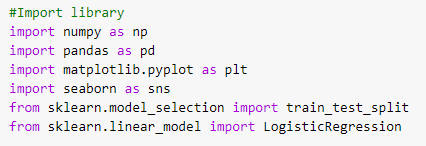 #Import library
import numpy as np
import pandas as pd
import matplotlib.pyplot as plt
import seaborn as sns
from sklearn.model_selection import train_test_split
from sklearn.linear_model import LogisticRegression